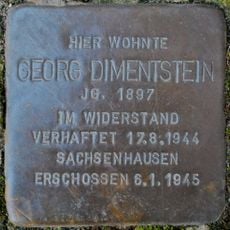 HIER WOHNTE
GEORG DIMENTSTEIN
JG. 1897
IM WIDERSTAND
VERHAFTET 17.8.1944
SACHSENHAUSEN
ERSCHOSSEN 6.1.1945